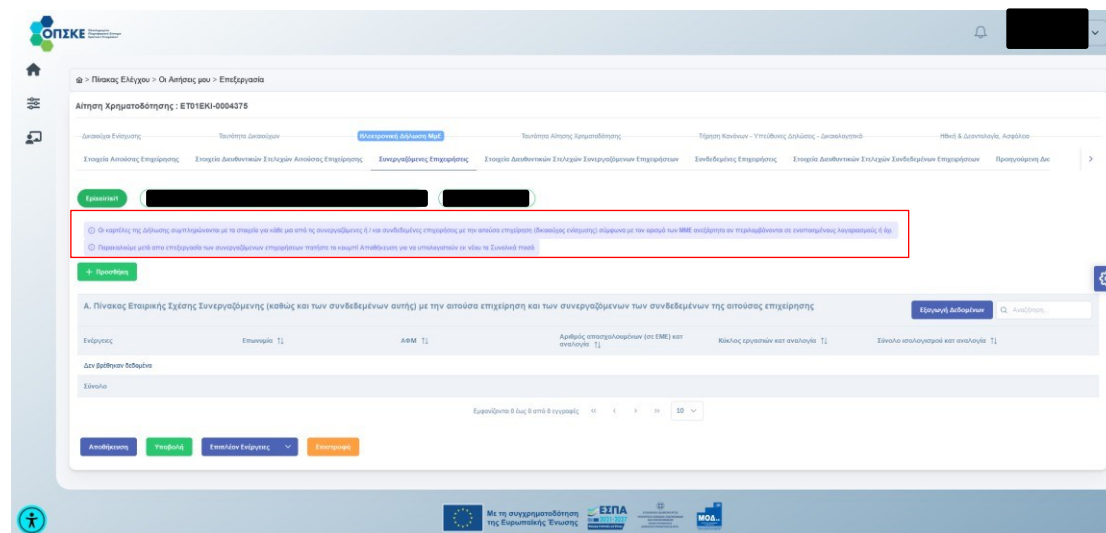 ΟΠΣΚΕ
> Πίνακας Ελέγχου > Οι Αιτήσεις μου > Επεξεργασία
Αίτηση Χρηματοδότησης : ET01EKI-0004375
Δικαιούχοι Ενίσχυσης Ταυτότητα Δικαιούχων Ηλεκτρονική Δήλωση ΜμΕ Ταυτότητα Αίτησης Χρηματοδότησης Τήρηση Κανόνων - Υπεύθυνες Δηλώσεις - Δικαιολογητικά Ηθική & Δεοντολογία, Ασφάλεια
Στοιχεία Αιτούσας Επιχείρησης Στοιχεία Διευθυντικών Στελεχών Αιτούσας Επιχείρησης Συνεργαζόμενες Επιχειρήσεις Στοιχεία Διευθυντικών Στελεχών Συνεργαζόμενων Επιχειρήσεων Συνδεδεμένες Επιχειρήσεις Στοιχεία Διευθυντικών Στελεχών Συνδεδεμένων Επιχειρήσεων Προηγούμενη Δια
Οι καρτέλες της Δήλωσης συμπληρώνονται με τα στοιχεία για κάθε μια από τις συνεργαζόμενες ή / και συνδεδεμένες επιχειρήσεις με την αιτούσα επιχείρηση (δικαιούχος ενίσχυσης) σύμφωνα με τον ορισμό των ΜΜΕ ανεξάρτητα αν περιλαμβάνονται σε ενοποιημένους λογαριασμούς ή όχι.
Παρακαλούμε μετά απο επεξεργασία των συνεργαζόμενων επιχειρήσεων πατήστε το κουμπί Αποθήκευση για να υπολογιστούν εκ νέου τα Συνολικά ποσά
+ Προσθήκη
Α. Πίνακας Εταιρικής Σχέσης Συνεργαζόμενης (καθώς και των συνδεδεμένων αυτής) με την αιτούσα επιχείρηση και των συνεργαζόμενων των συνδεδεμένων της αιτούσας επιχείρησης
Εξαγωγή Δεδομένων Αναζήτηση...
Ενέργειες Επωνυμία ΑΦΜ Αριθμός απασχολουμένων (σε ΕΜΕ) κατ αναλογία Κύκλος εργασιών κατ αναλογία Σύνολο ισολογισμού κατ αναλογία
Δεν βρέθηκαν δεδομένα
Σύνολο
Εμφανίζονται 0 έως 0 από 0 εγγραφές 10
Αποθήκευση Υποβολή Επιπλέον Ενέργειες Επιστροφή
Με τη συγχρηματοδότηση
της Ευρωπαϊκής Ένωσης
ΕΣΠΑ
2021-2027
ΜΟΔ